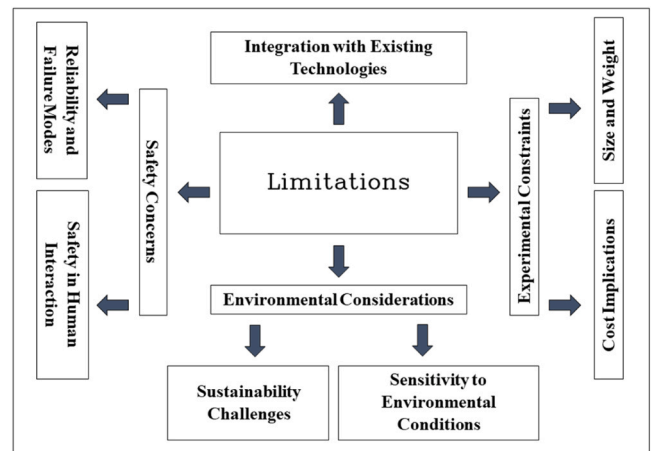 Integration with Existing
Technologies
Reliability and
Failure Modes
Safety Concerns
Safety in Human
Interaction
Limitations
Experimental Constraints
Size and Weight
Cost Implications
Environmental Considerations
Sustainability
Challenges
Sensitivity to
Environmental
Conditions